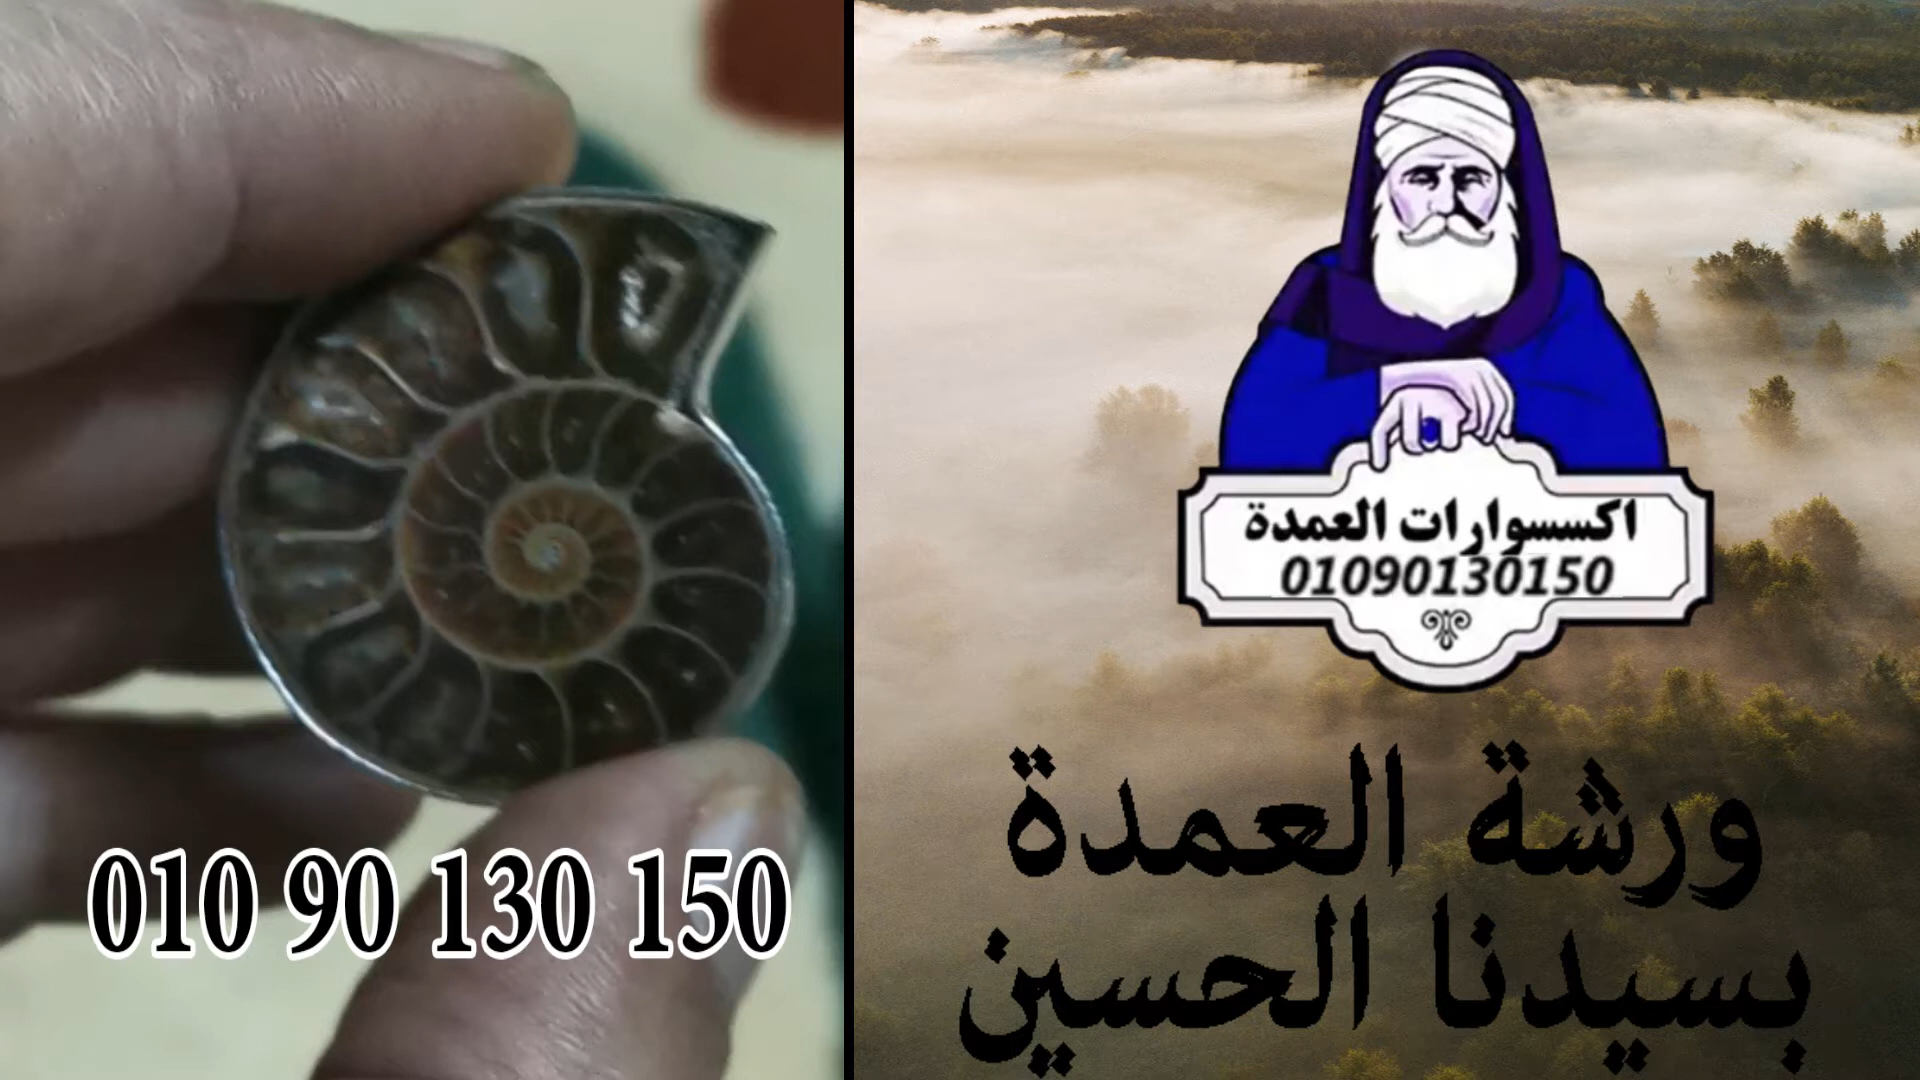 010 90 130 150
اكسسوارات العمدة
01090130150
ورشة العمدة
بسيدنا الحسين